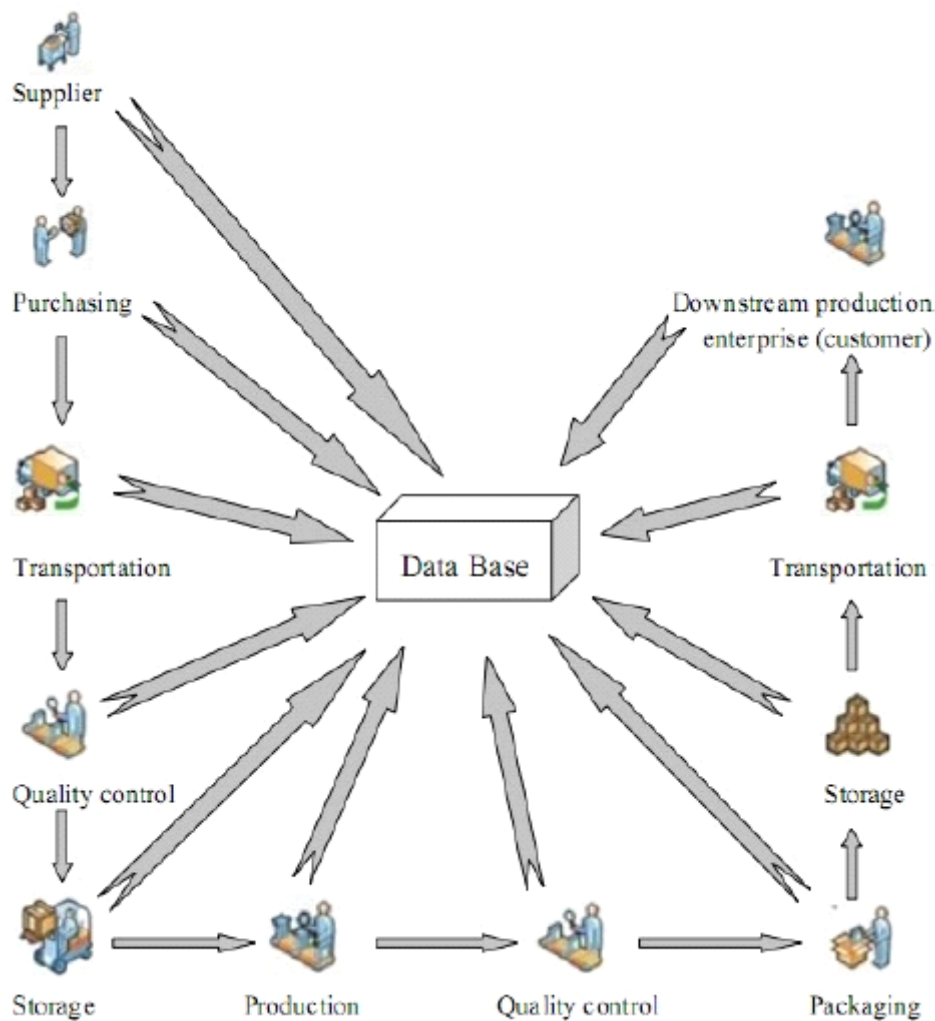 Supplier
Purchasing
Downstream production
enterprise (customer)
Data Base
Transportation
Transportation
Quality control
Storage
Storage
Production
Quality control
Packaging